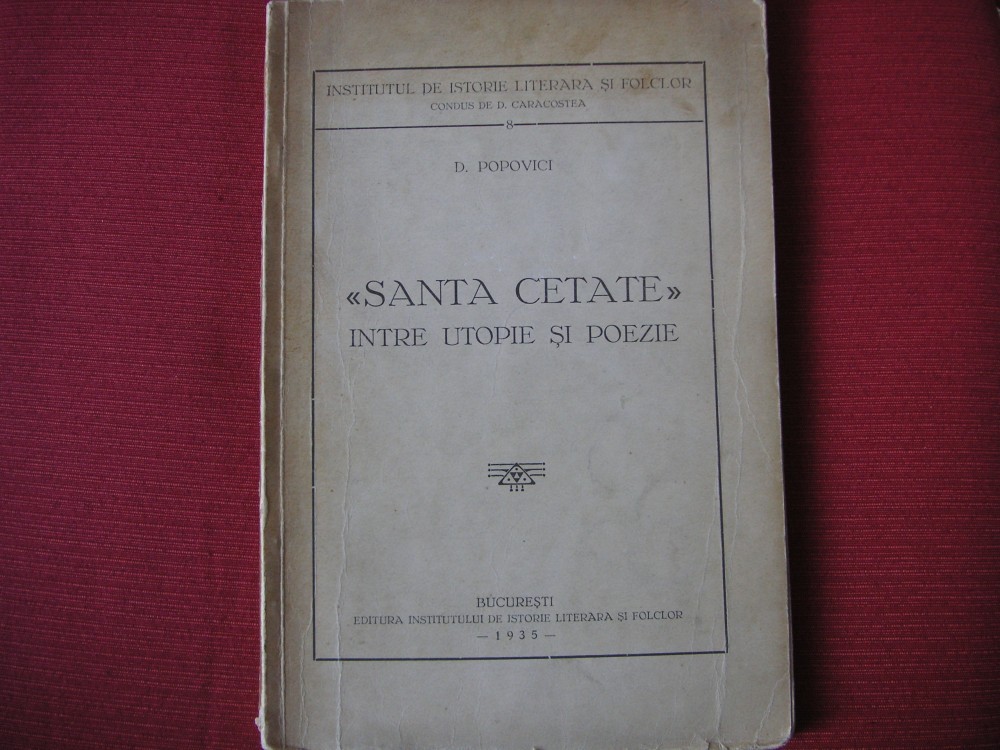 INSTITUTUL DE ISTORIE LITERARA ȘI FOLCLOR
CONDUS DE D. CARACOSTEA
8
D. POPOVICI
«SANTA CETATE»
INTRE UTOPIE ȘI POEZIE
BUCUREȘTI
EDITURA INSTITUTULUI DE ISTORIE LITERARA ȘI FOLCLOR
— 1935 —